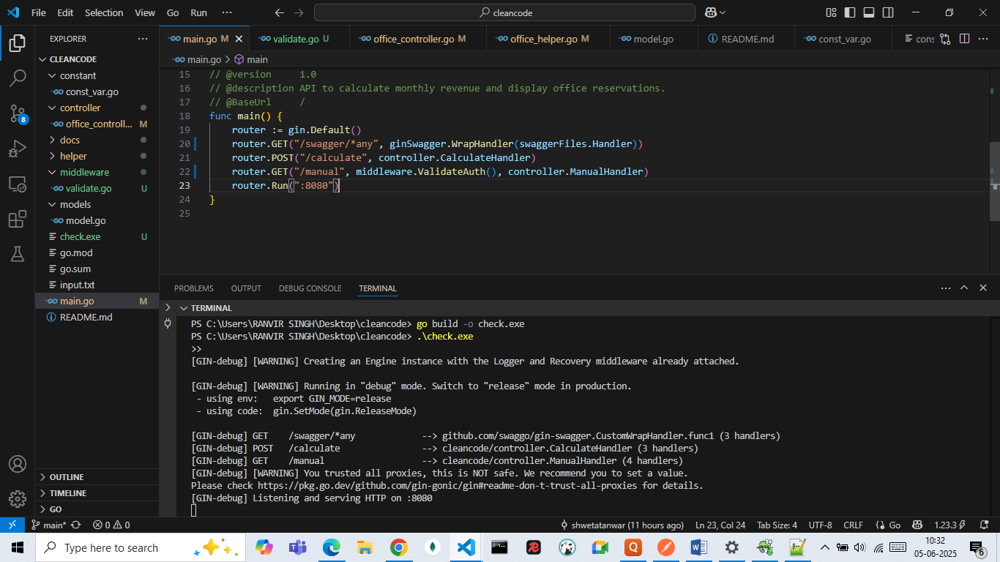 File Edit Selection View Go Run ··· cleancode
EXPLORER
CLEANCODE
constant
const_var.go
controller
office_controll... M
docs
helper
middleware
validate.go U
models
model.go
check.exe U
go.mod
go.sum
input.txt
main.go M
README.md
OUTLINE
TIMELINE
GO
main.go M validate.go U office_controller.go M office_helper.go M model.go README.md const_var.go cons
main.go > main
15 // @version     1.0
16 // @description API to calculate monthly revenue and display office reservations.
17 // @BaseUrl     /
18 func main() {
19     router := gin.Default()
20     router.GET("/swagger/*any", ginSwagger.WrapHandler(swaggerFiles.Handler))
21     router.POST("/calculate", controller.CalculateHandler)
22     router.GET("/manual", middleware.ValidateAuth(), controller.ManualHandler)
23     router.Run(":8080")
24 }
25
PROBLEMS OUTPUT DEBUG CONSOLE TERMINAL
TERMINAL
PS C:\Users\RANVIR SINGH\Desktop\cleancode> go build -o check.exe
PS C:\Users\RANVIR SINGH\Desktop\cleancode> .\check.exe
>>
[GIN-debug] [WARNING] Creating an Engine instance with the Logger and Recovery middleware already attached.
[GIN-debug] [WARNING] Running in "debug" mode. Switch to "release" mode in production.
 - using env:   export GIN_MODE=release
 - using code:  gin.SetMode(gin.ReleaseMode)
[GIN-debug] GET    /swagger/*any             --> github.com/swaggo/gin-swagger.CustomWrapHandler.func1 (3 handlers)
[GIN-debug] POST   /calculate                --> cleancode/controller.CalculateHandler (3 handlers)
[GIN-debug] GET    /manual                   --> cleancode/controller.ManualHandler (4 handlers)
[GIN-debug] [WARNING] You trusted all proxies, this is NOT safe. We recommend you to set a value.
Please check https://pkg.go.dev/github.com/gin-gonic/gin#readme-don-t-trust-all-proxies for details.
[GIN-debug] Listening and serving HTTP on :8080
8
main* 0 0 shwetatanwar (11 hours ago) Ln 23, Col 24 Tab Size: 4 UTF-8 CRLF {} Go 1.23.3
Type here to search
10:32
05-06-2025
6